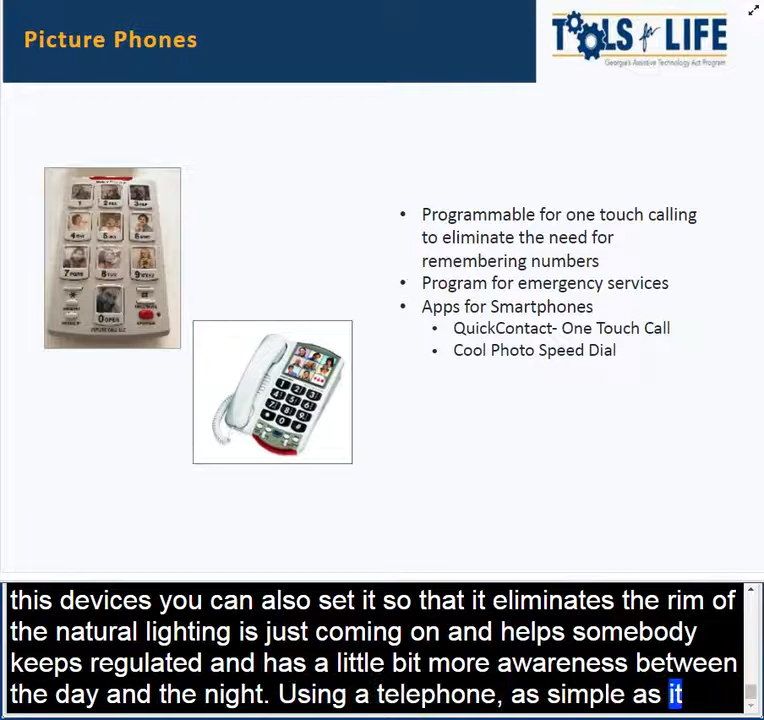 Picture Phones
TOOLS for LIFE
Georgia's Assistive Technology Act Program
• Programmable for one touch calling
to eliminate the need for
remembering numbers
• Program for emergency services
• Apps for Smartphones
• QuickContact- One Touch Call
• Cool Photo Speed Dial
this devices you can also set it so that it eliminates the rim of
the natural lighting is just coming on and helps somebody
keeps regulated and has a little bit more awareness between
the day and the night. Using a telephone, as simple as it